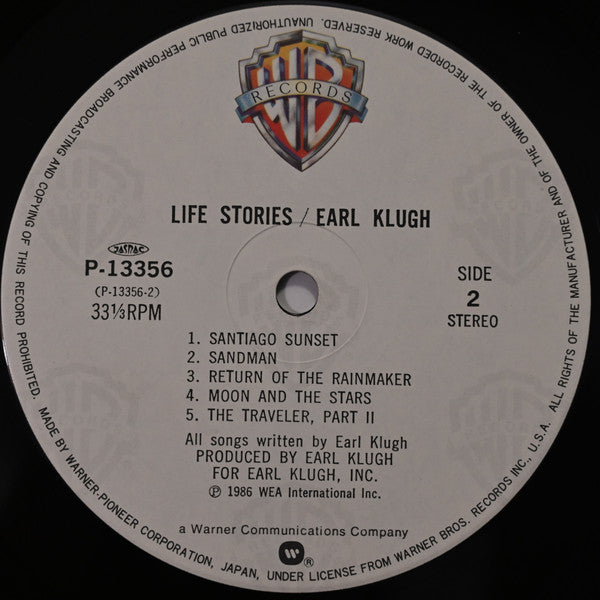 UNAUTHORIZED PUBLIC PERFORMANCE BROADCASTING AND COPYING OF THIS RECORD PROHIBITED. MADE BY WARNER-PIONEER CORPORATION, JAPAN, UNDER LICENSE FROM WARNER BROS. RECORDS INC., U.S.A. ALL RIGHTS OF THE MANUFACTURER AND OF THE OWNER OF THE RECORDED WORK RESERVED.
WB
RECORDS
LIFE STORIES / EARL KLUGH
JASRAC
P-13356
(P-13356-2)
33⅓RPM
SIDE
2
STEREO
1. SANTIAGO SUNSET
2. SANDMAN
3. RETURN OF THE RAINMAKER
4. MOON AND THE STARS
5. THE TRAVELER, PART II
All songs written by Earl Klugh
PRODUCED BY EARL KLUGH
FOR EARL KLUGH, INC.
℗ 1986 WEA International Inc.
a Warner Communications Company
®